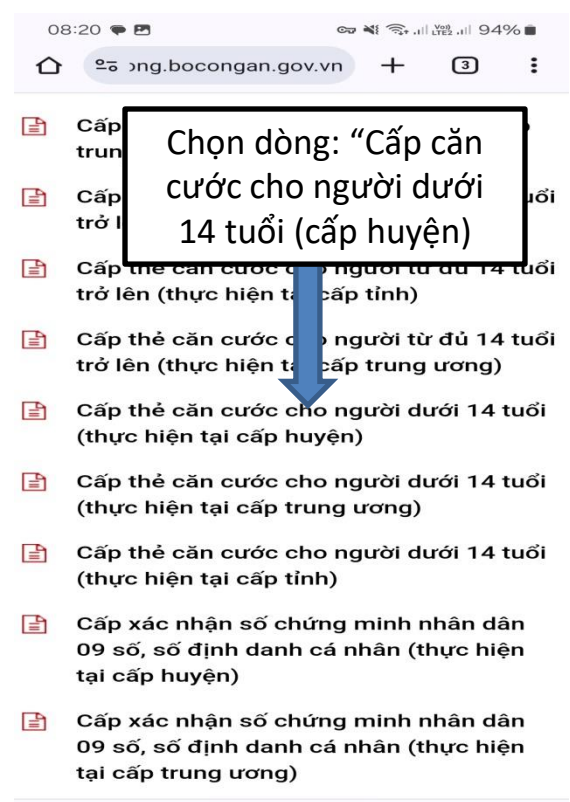 08:20 94%
ong.bocongan.gov.vn + 3
Cấp
trun
Chọn dòng: “Cấp căn
cước cho người dưới
14 tuổi (cấp huyện)
Cấp uổi
trở l
Cấp thẻ căn cước c o người từ đủ 14 tuổi
trở lên (thực hiện tạ cấp tỉnh)
Cấp thẻ căn cước c o người từ đủ 14 tuổi
trở lên (thực hiện tạ cấp trung ương)
Cấp thẻ căn cước cho người dưới 14 tuổi
(thực hiện tại cấp huyện)
Cấp thẻ căn cước cho người dưới 14 tuổi
(thực hiện tại cấp trung ương)
Cấp thẻ căn cước cho người dưới 14 tuổi
(thực hiện tại cấp tỉnh)
Cấp xác nhận số chứng minh nhân dân
09 số, số định danh cá nhân (thực hiện
tại cấp huyện)
Cấp xác nhận số chứng minh nhân dân
09 số, số định danh cá nhân (thực hiện
tại cấp trung ương)